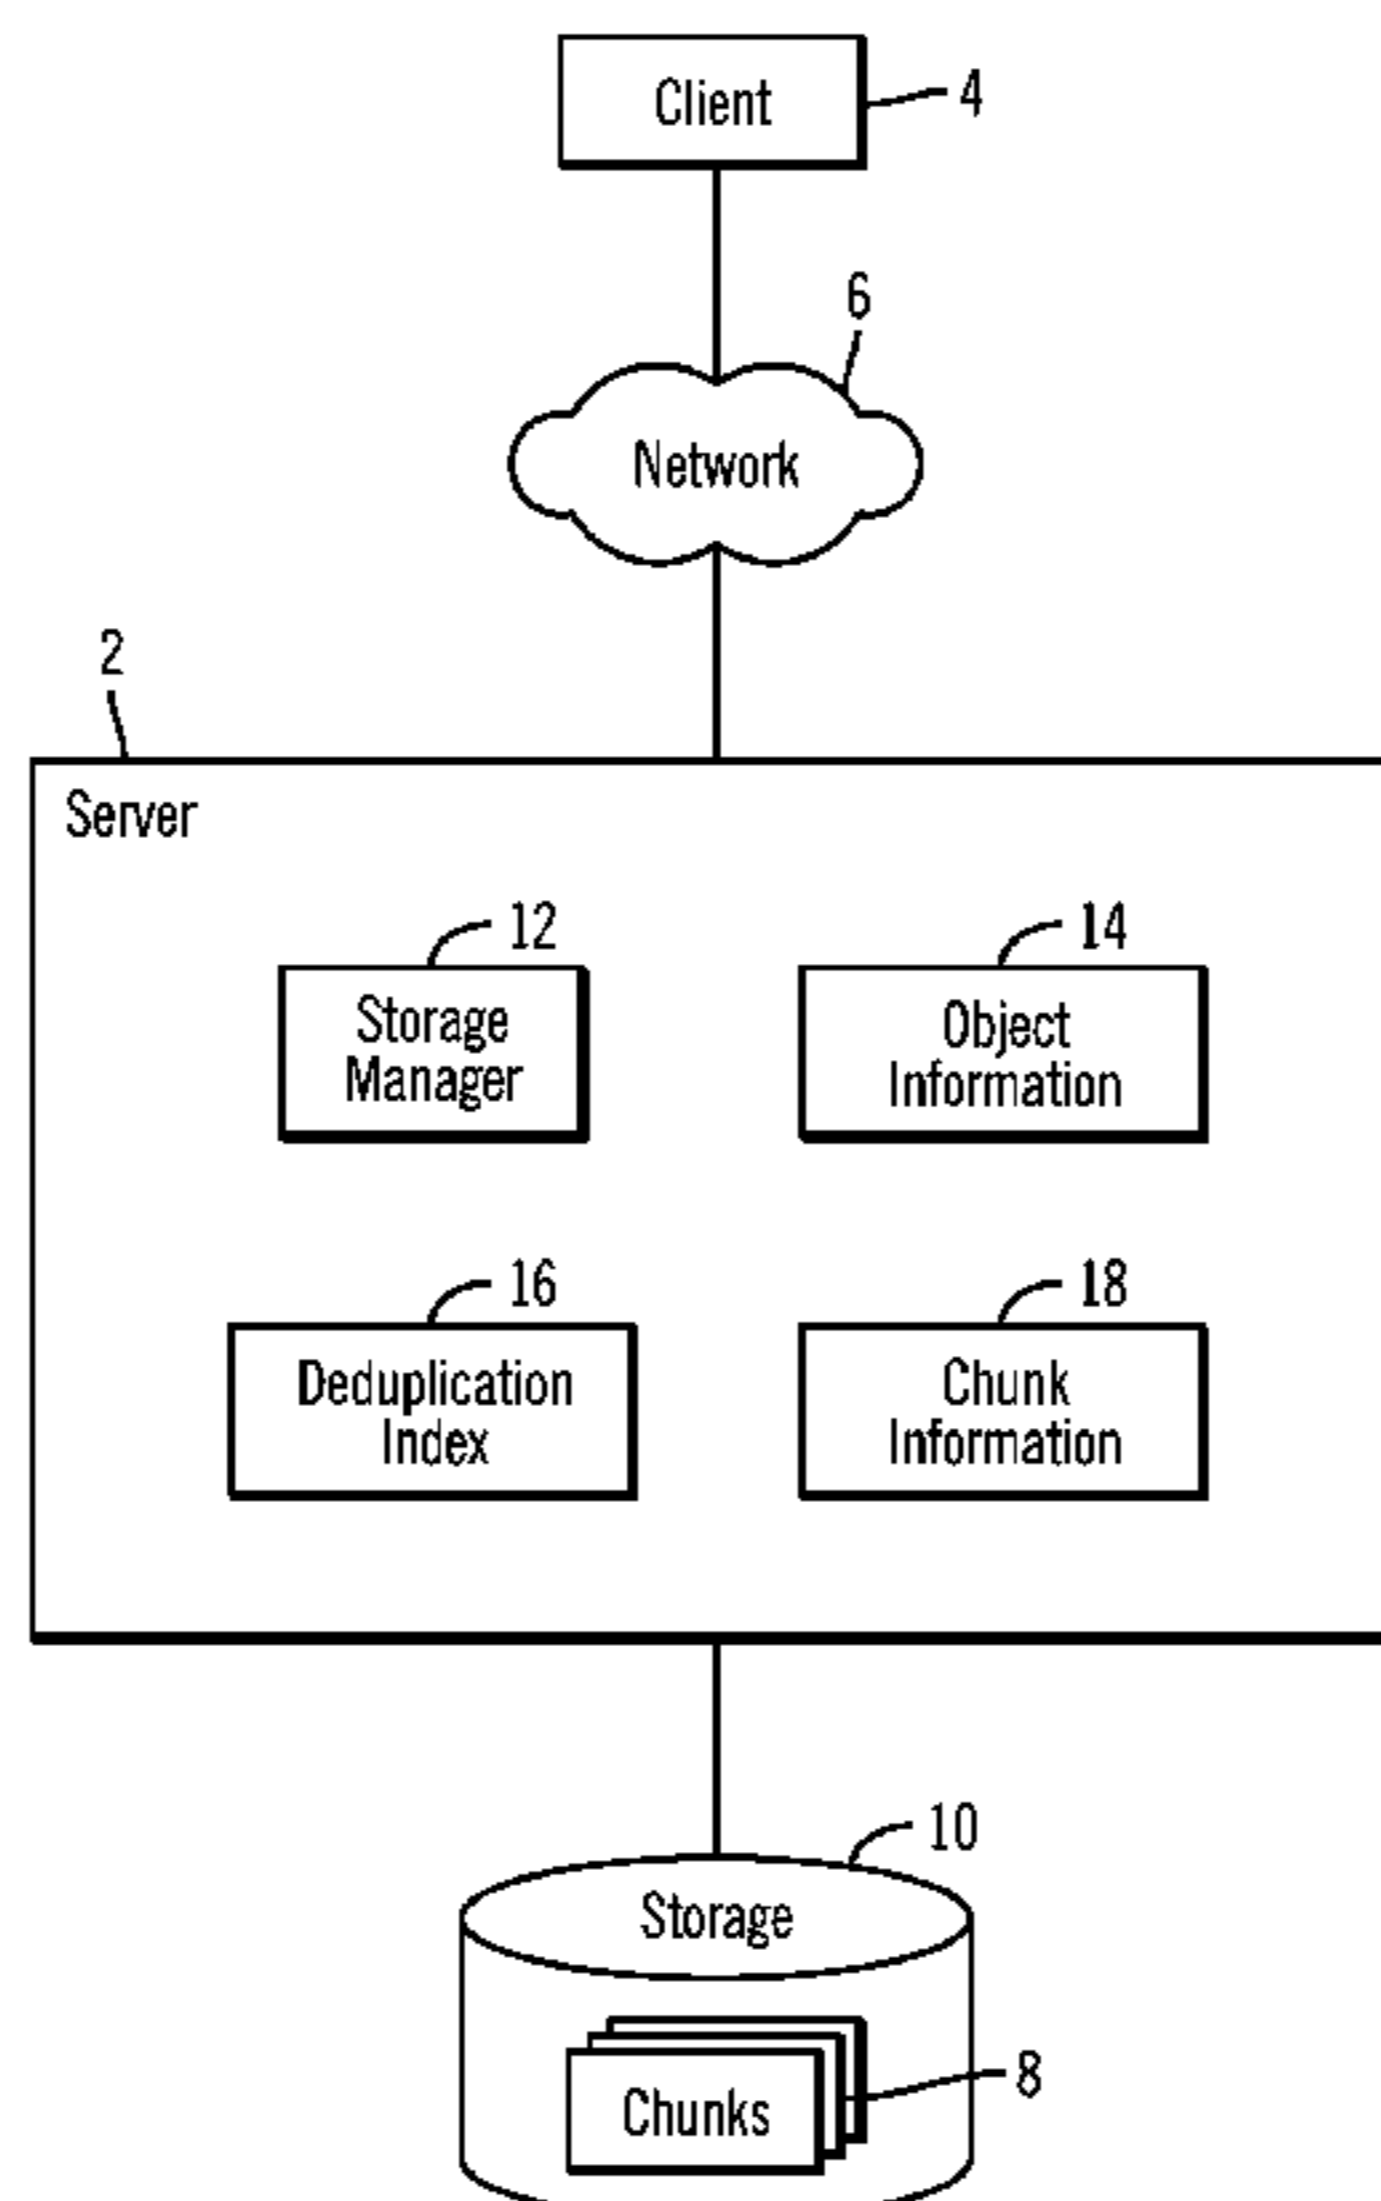 Client
4
6
Network
2
Server
12
14
Storage
Manager
Object
Information
16
18
Deduplication
Index
Chunk
Information
10
Storage
8
Chunks